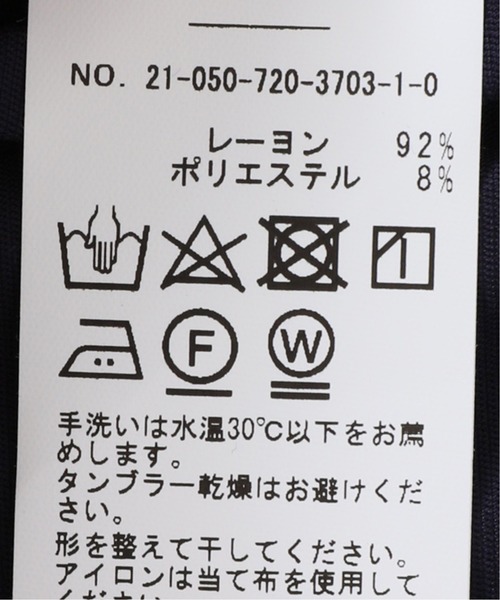 NO. 21-050-720-3703-1-0
レーヨン 92%
ポリエステル 8%
F W
手洗いは水温30℃以下をお薦
めします。
タンブラー乾燥はお避けくだ
さい。
形を整えて干してください。
アイロンは当て布を使用して
ください。